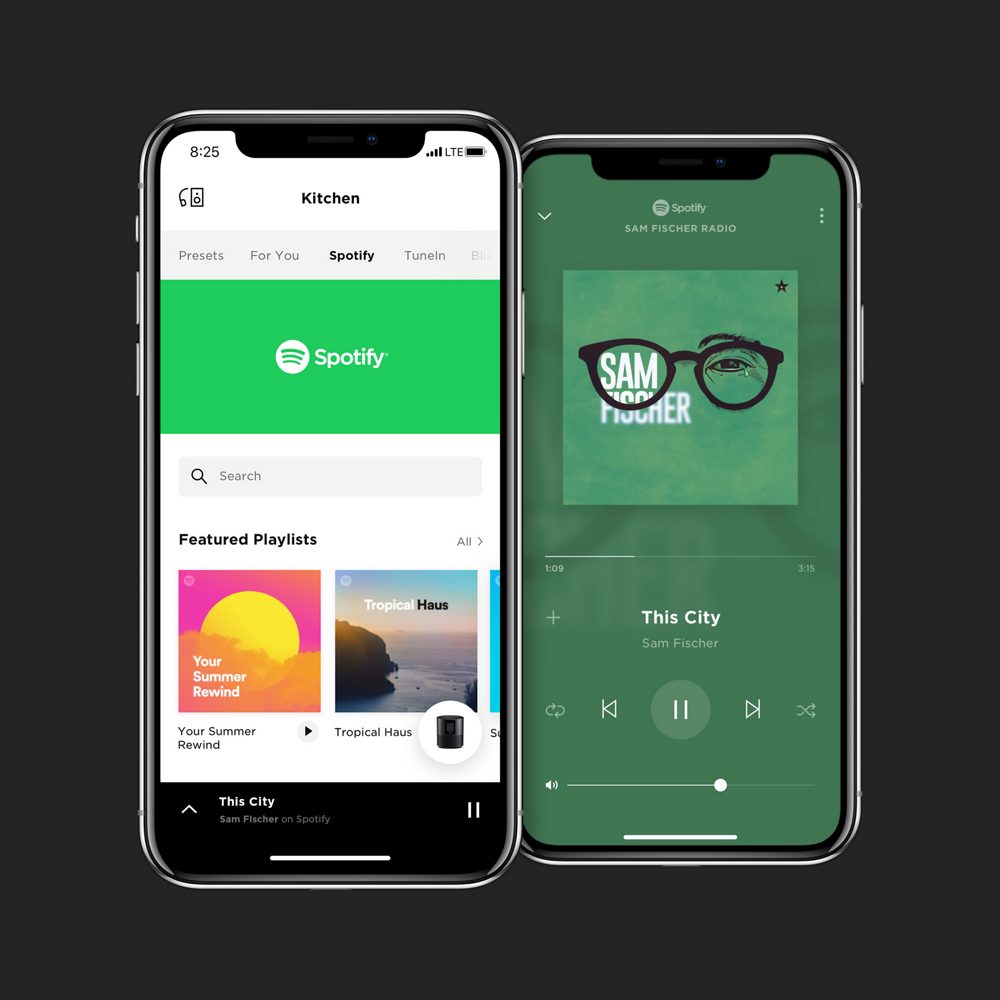 8:25
LTE
Kitchen
Presets For You Spotify TuneIn
Spotify
Search
Featured Playlists
All
Your
Summer
Rewind
Tropical Haus
Your Summer
Rewind
Tropical Haus
This City
Sam Fischer on Spotify
Spotify
SAM FISCHER RADIO
SAM
FISCHER
1:09
3:15
This City
Sam Fischer